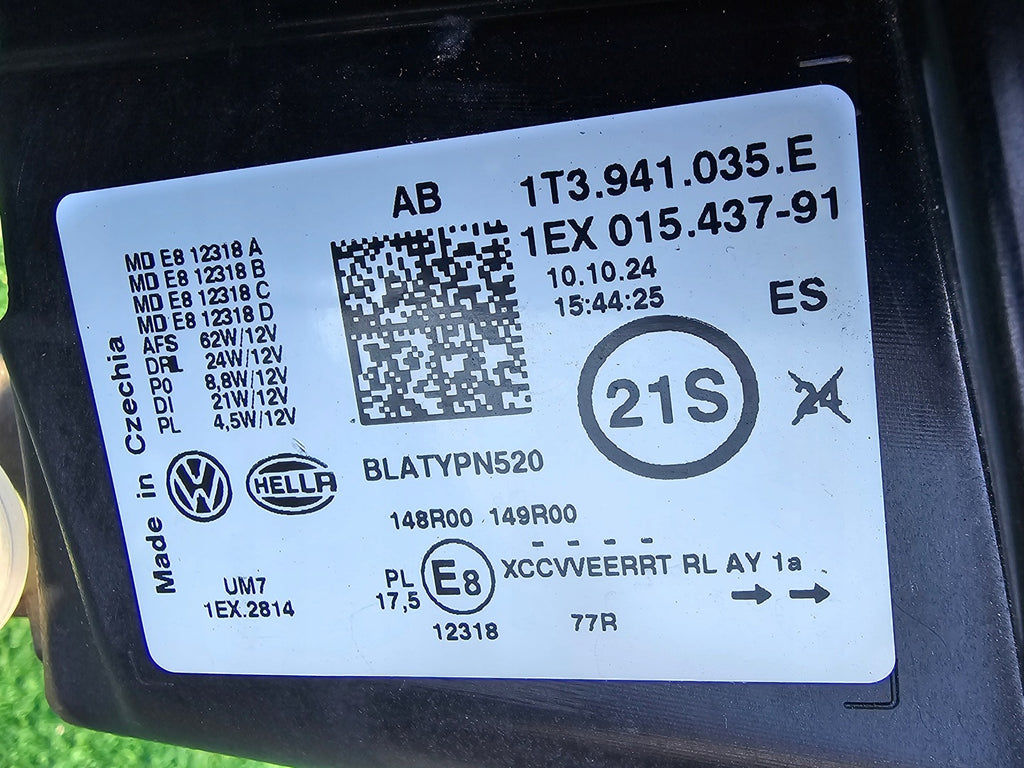 AB
1T3.941.035.E
1EX 015.437-91
10.10.24
15:44:25
ES
MD E8 12318 A
MD E8 12318 B
MD E8 12318 C
MD E8 12318 D
AFS 62W/12V
DRL 24W/12V
PO 8,8W/12V
DI 21W/12V
PL 4,5W/12V
Made in Czechia
21S
24
VW
HELLA
BLATYPN520
148R00 149R00
UM7
1EX.2814
PL
17,5
E8
12318
XCCVVEERRT RL AY 1a
77R